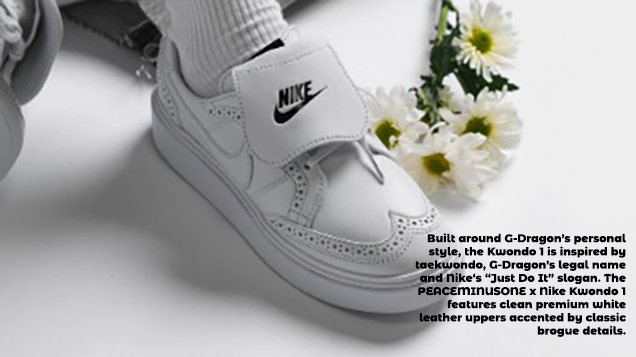 NIKE
Built around G-Dragon's personal
style, the Kwondo 1 is inspired by
taekwondo, G-Dragon's legal name
and Nike's “Just Do It” slogan. The
PEACEMINUSONE x Nike Kwondo 1
features clean premium white
leather uppers accented by classic
brogue details.